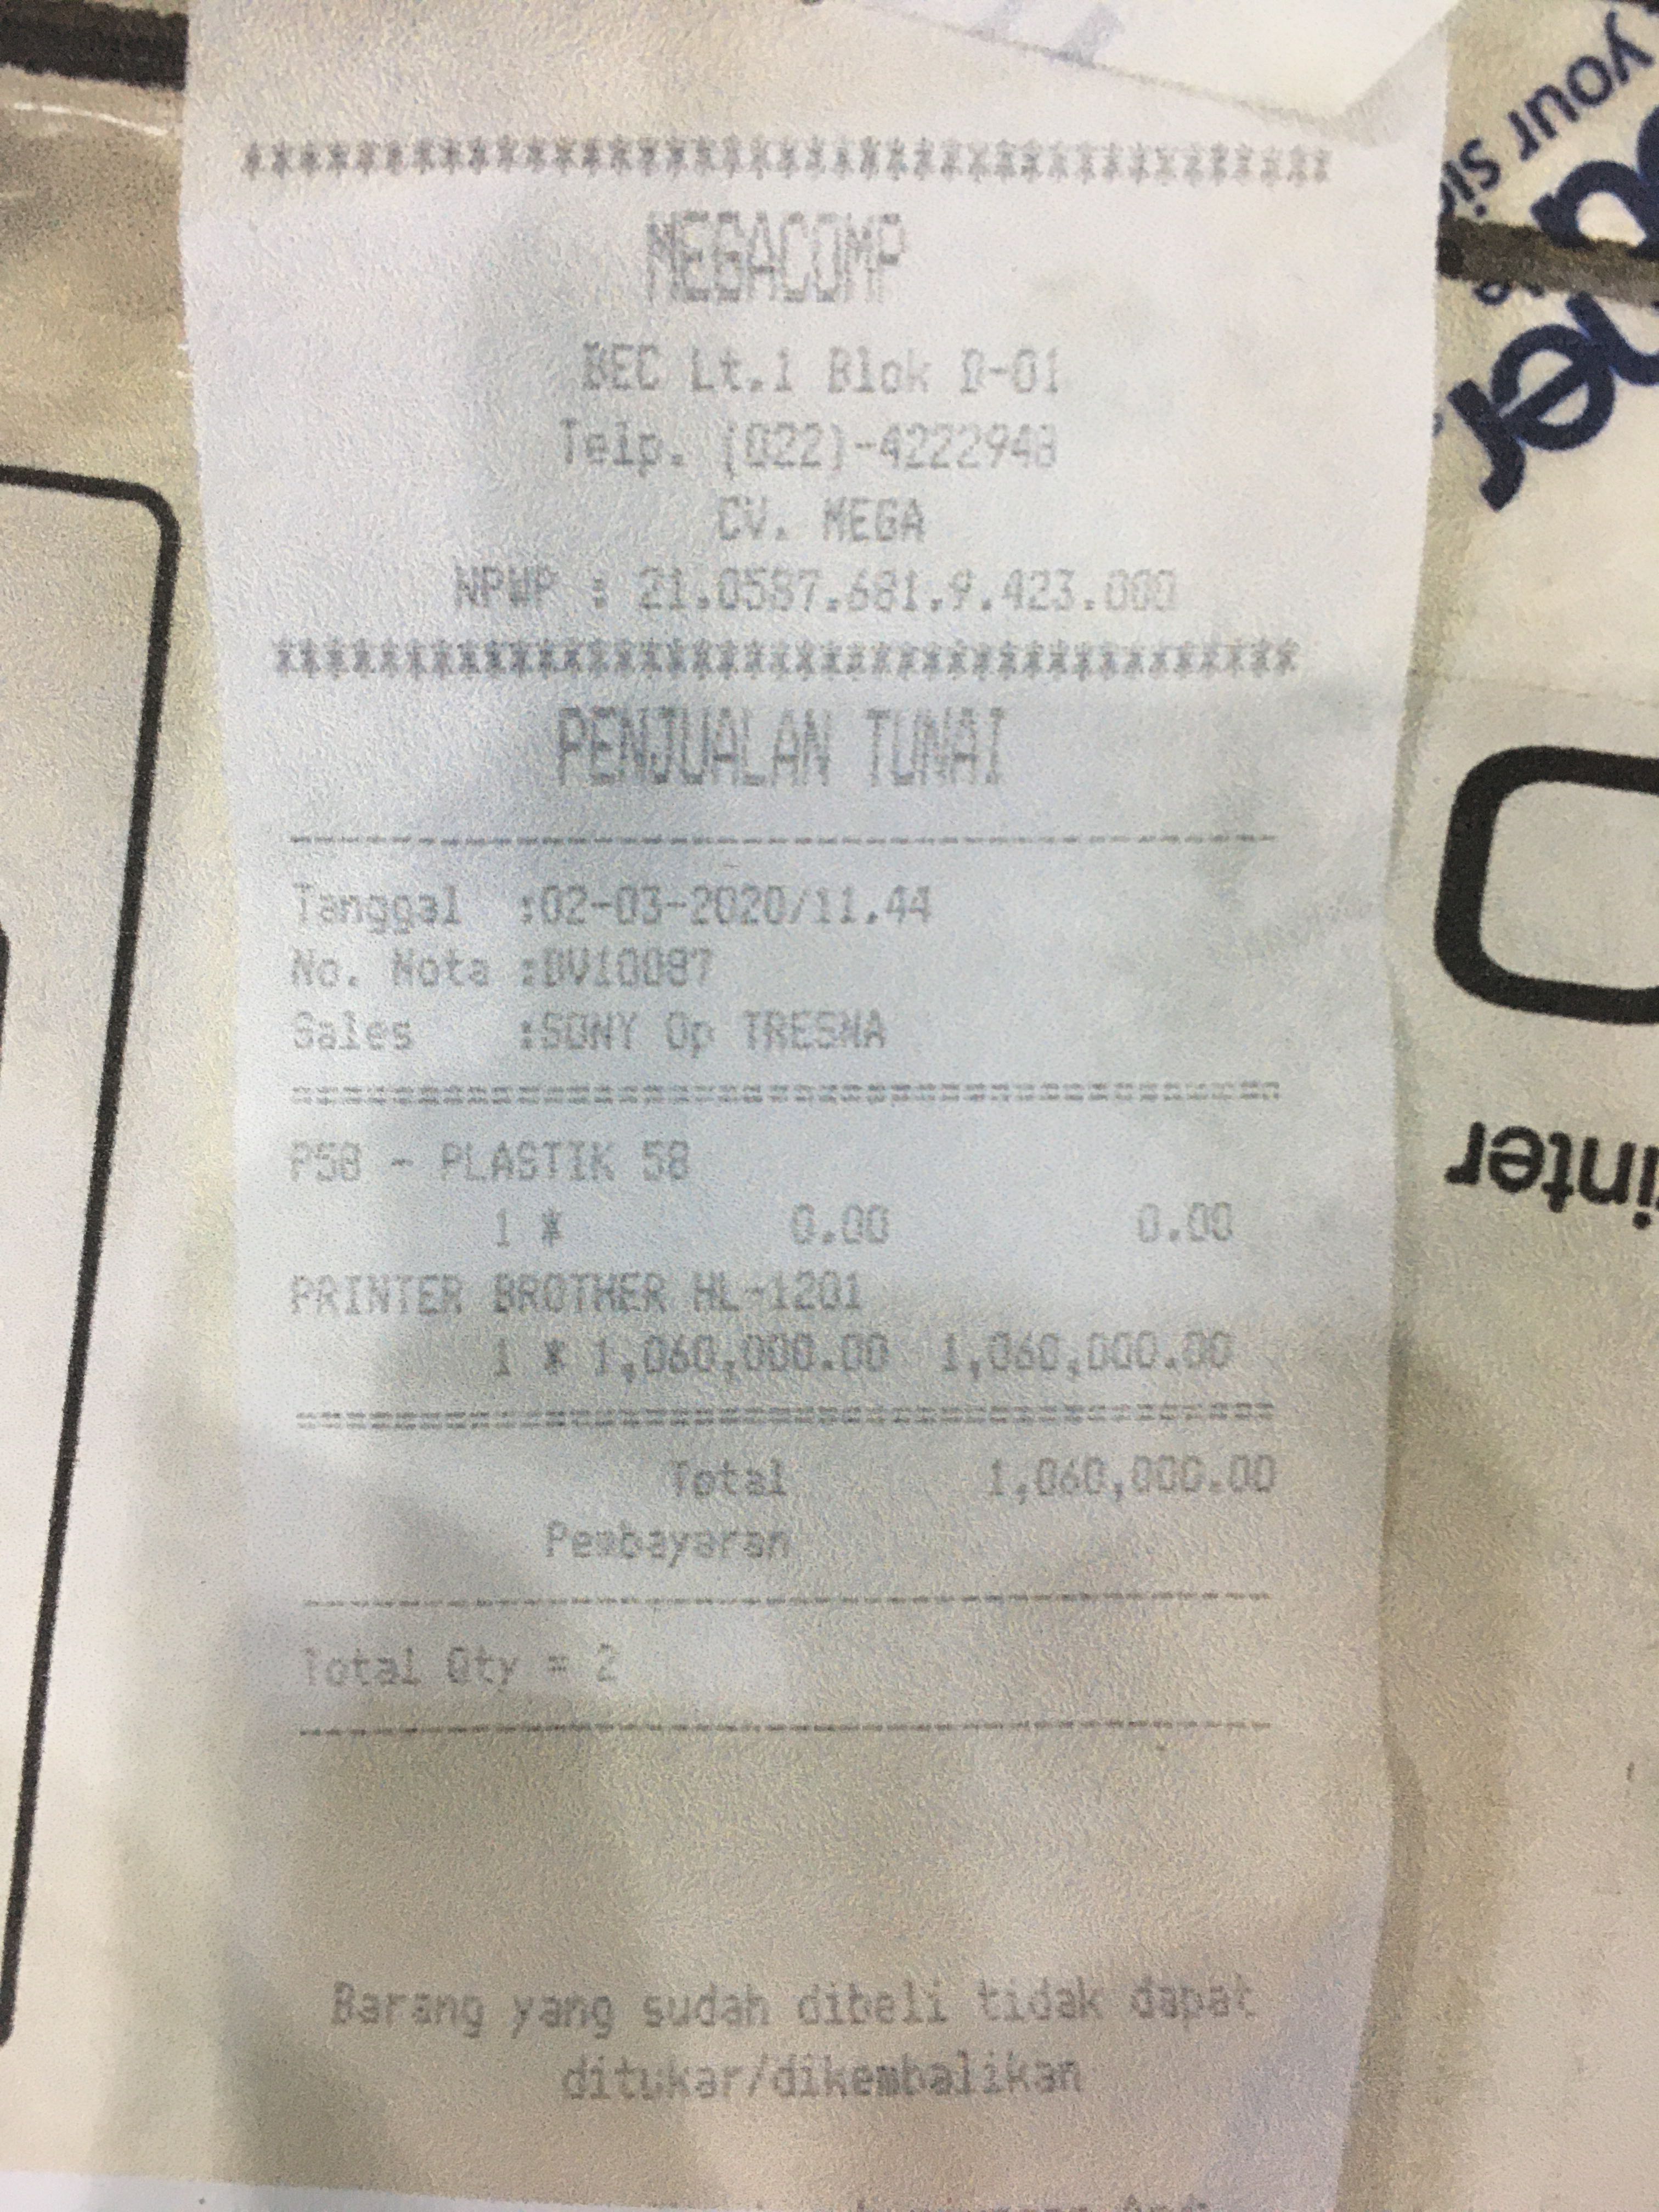 ************************************
MEGACOMP
BEC Lt.1 Blok D-01
Telp. (022)-4222948
CV. MEGA
NPWP : 21.0587.681.9.423.000
************************************
PENJUALAN TUNAI
Tanggal :02-03-2020/11.44
No. Nota :DV10087
Sales :SONY Op TRESNA
P58 - PLASTIK 58
1 * 0.00 0.00
PRINTER BROTHER HL-1201
1 * 1,060,000.00 1,060,000.00
Total 1,060,000.00
Pembayaran
Total Qty = 2
Barang yang sudah dibeli tidak dapat
ditukar/dikembalikan
your